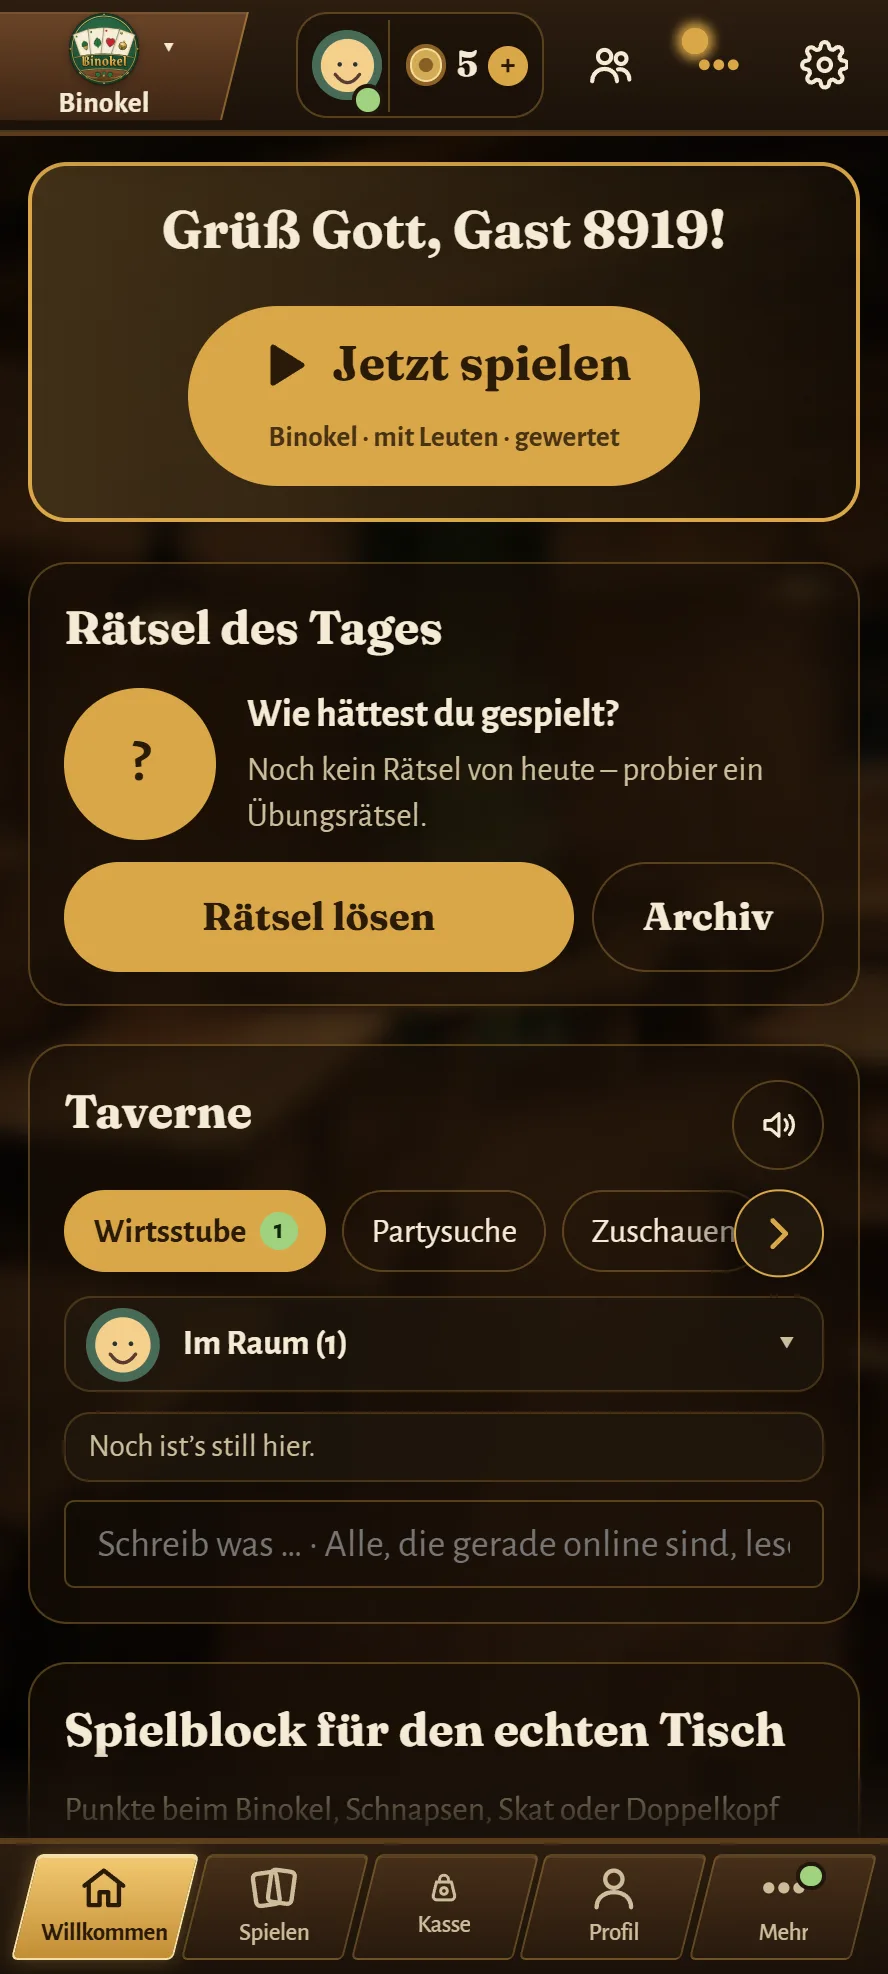 Binokel
Binokel
5
+
Grüß Gott, Gast 8919!
Jetzt spielen
Binokel · mit Leuten · gewertet
Rätsel des Tages
?
Wie hättest du gespielt?
Noch kein Rätsel von heute – probier ein
Übungsrätsel.
Rätsel lösen
Archiv
Taverne
Wirtsstube 1
Partysuche
Zuschauen
Im Raum (1)
Noch ist’s still hier.
Schreib was … · Alle, die gerade online sind, les
Spielblock für den echten Tisch
Punkte beim Binokel, Schnapsen, Skat oder Doppelkopf
Willkommen
Spielen
Kasse
Profil
Mehr